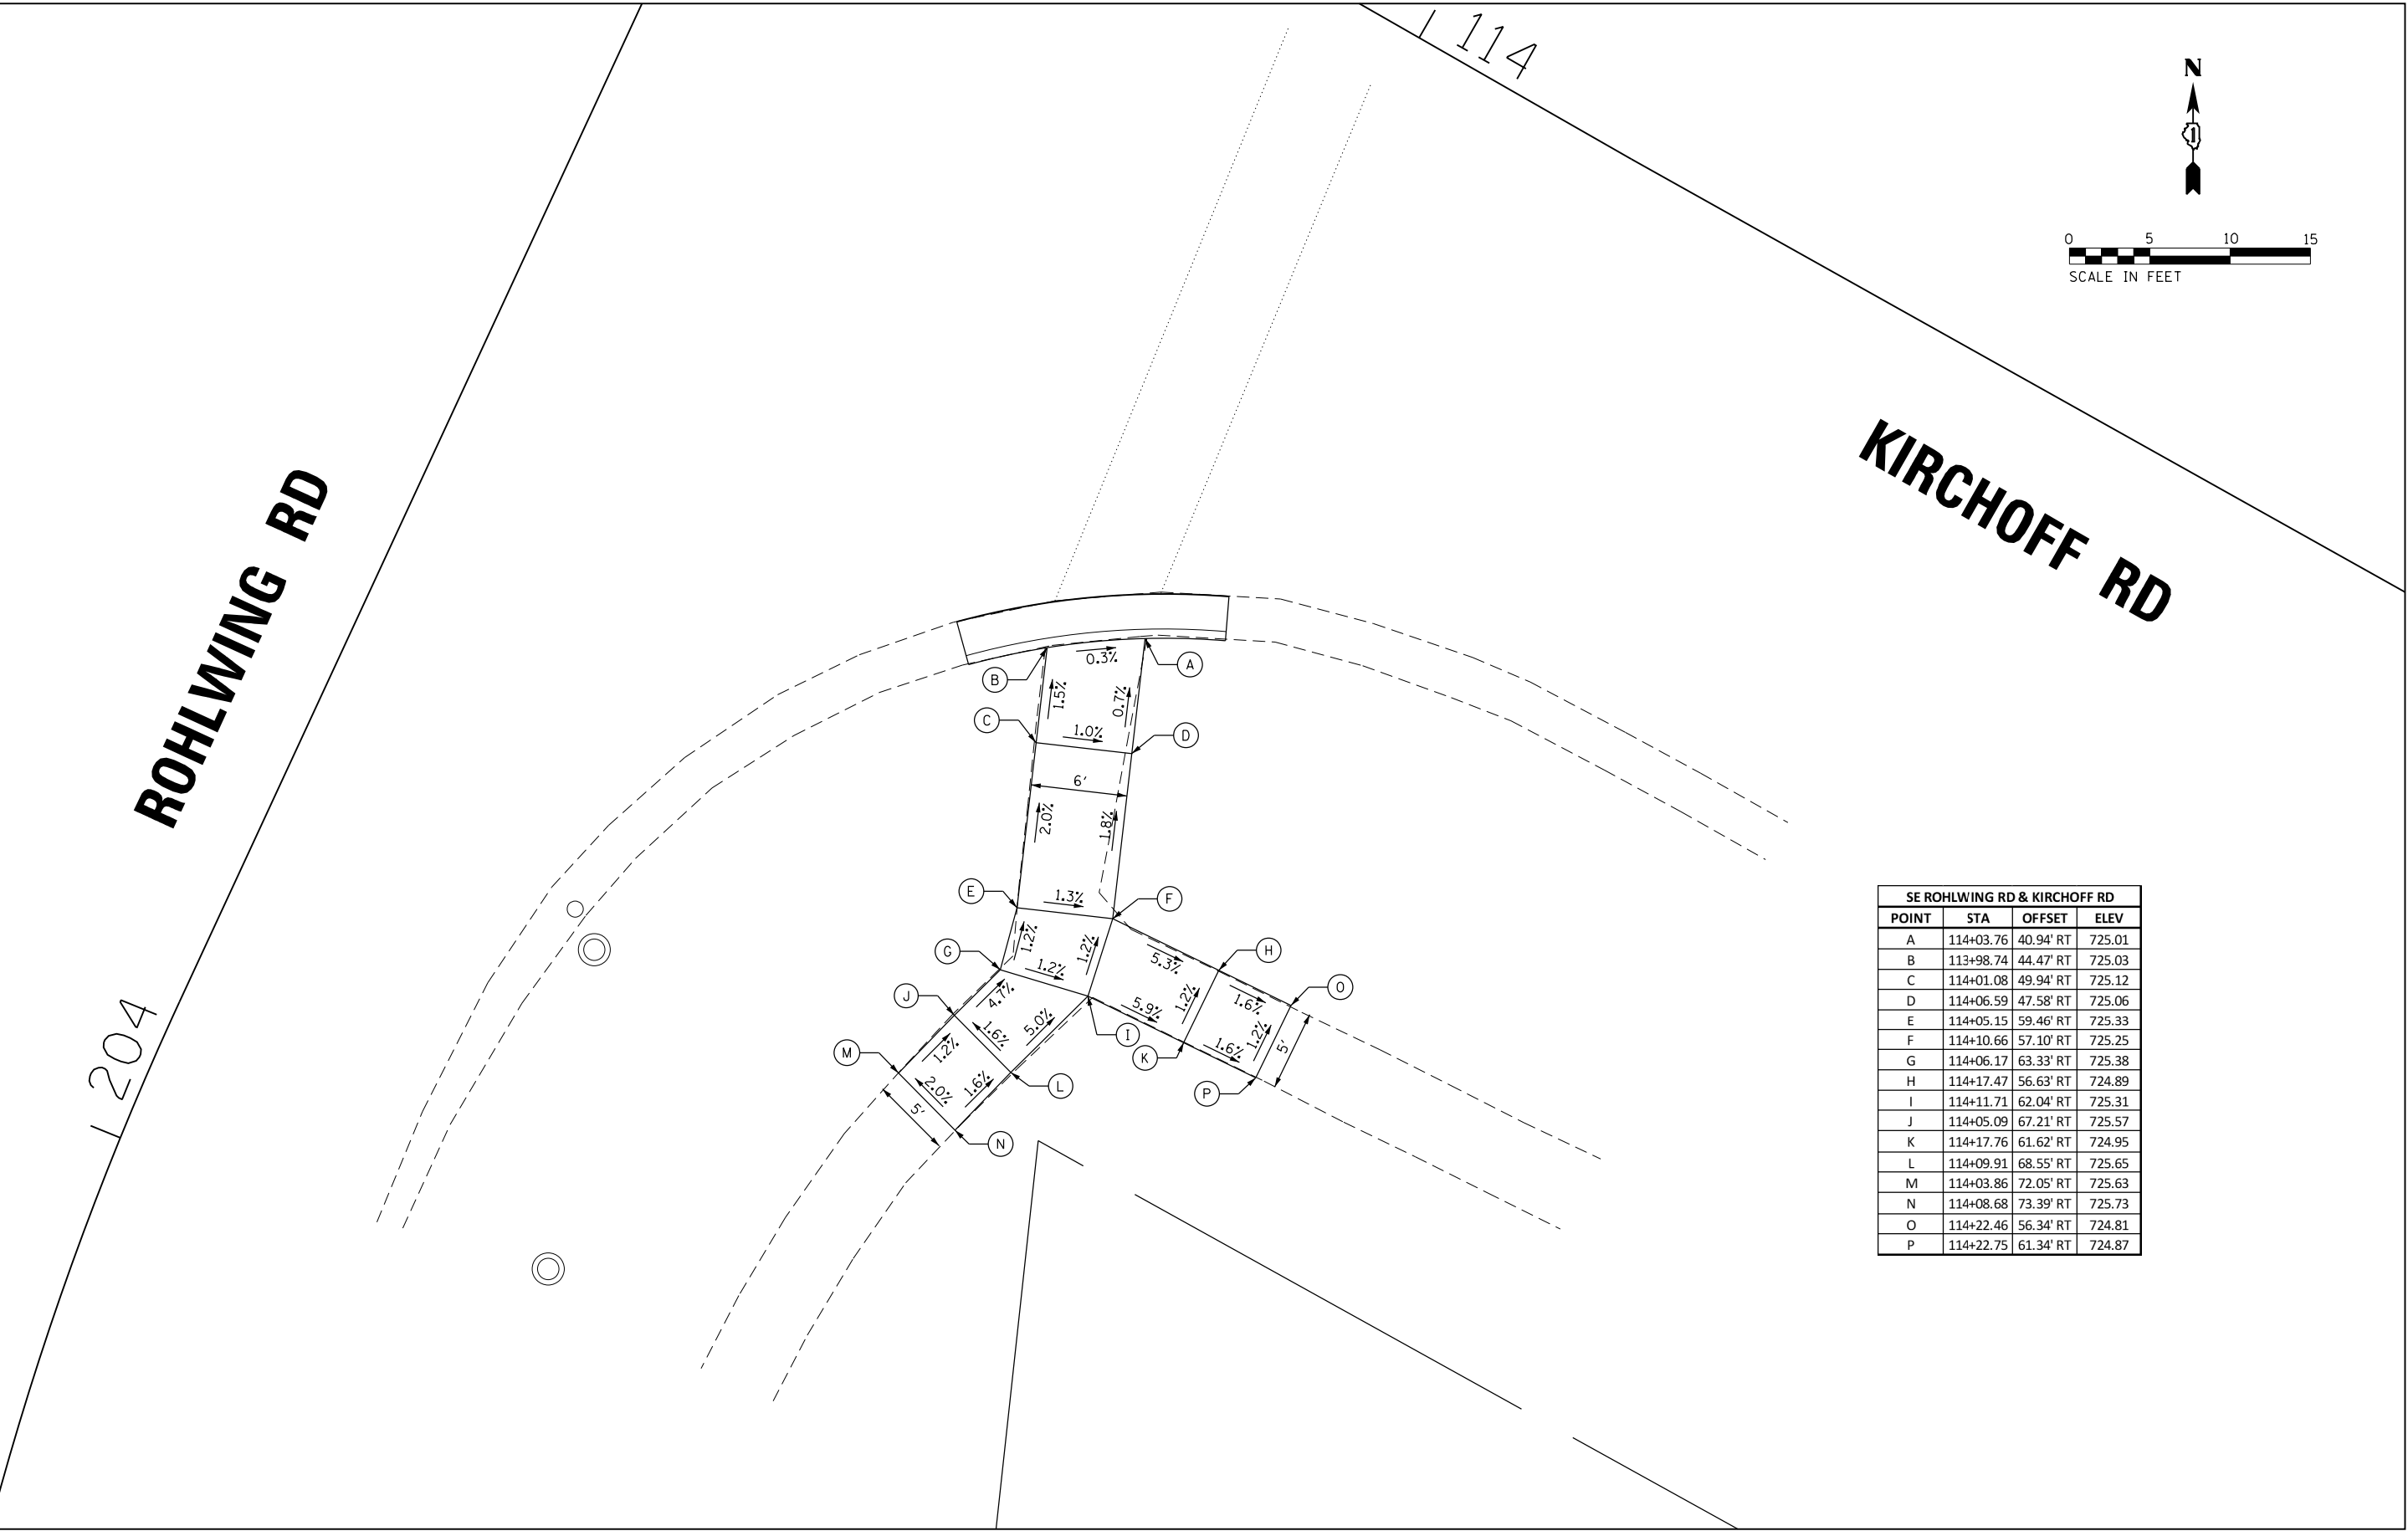 114
N
0 5 10 15
SCALE IN FEET
KIRCHOFF RD
ROHLWING RD
204
0.3%
B
A
1.5%
0.7%
C
1.0%
D
6'
2.0%
1.8%
E
1.3%
F
G
1.2%
1.2%
1.2%
5.3%
H
J
4.7%
5.9%
1.2%
1.6%
O
1.6%
5.0%
I
1.2%
M
1.2%
K
1.6%
5'
2.0%
1.6%
L
P
5'
N
SE ROHLWING RD & KIRCHOFF RD
POINT STA OFFSET ELEV
A 114+03.76 40.94' RT 725.01
B 113+98.74 44.47' RT 725.03
C 114+01.08 49.94' RT 725.12
D 114+06.59 47.58' RT 725.06
E 114+05.15 59.46' RT 725.33
F 114+10.66 57.10' RT 725.25
G 114+06.17 63.33' RT 725.38
H 114+17.47 56.63' RT 724.89
I 114+11.71 62.04' RT 725.31
J 114+05.09 67.21' RT 725.57
K 114+17.76 61.62' RT 724.95
L 114+09.91 68.55' RT 725.65
M 114+03.86 72.05' RT 725.63
N 114+08.68 73.39' RT 725.73
O 114+22.46 56.34' RT 724.81
P 114+22.75 61.34' RT 724.87